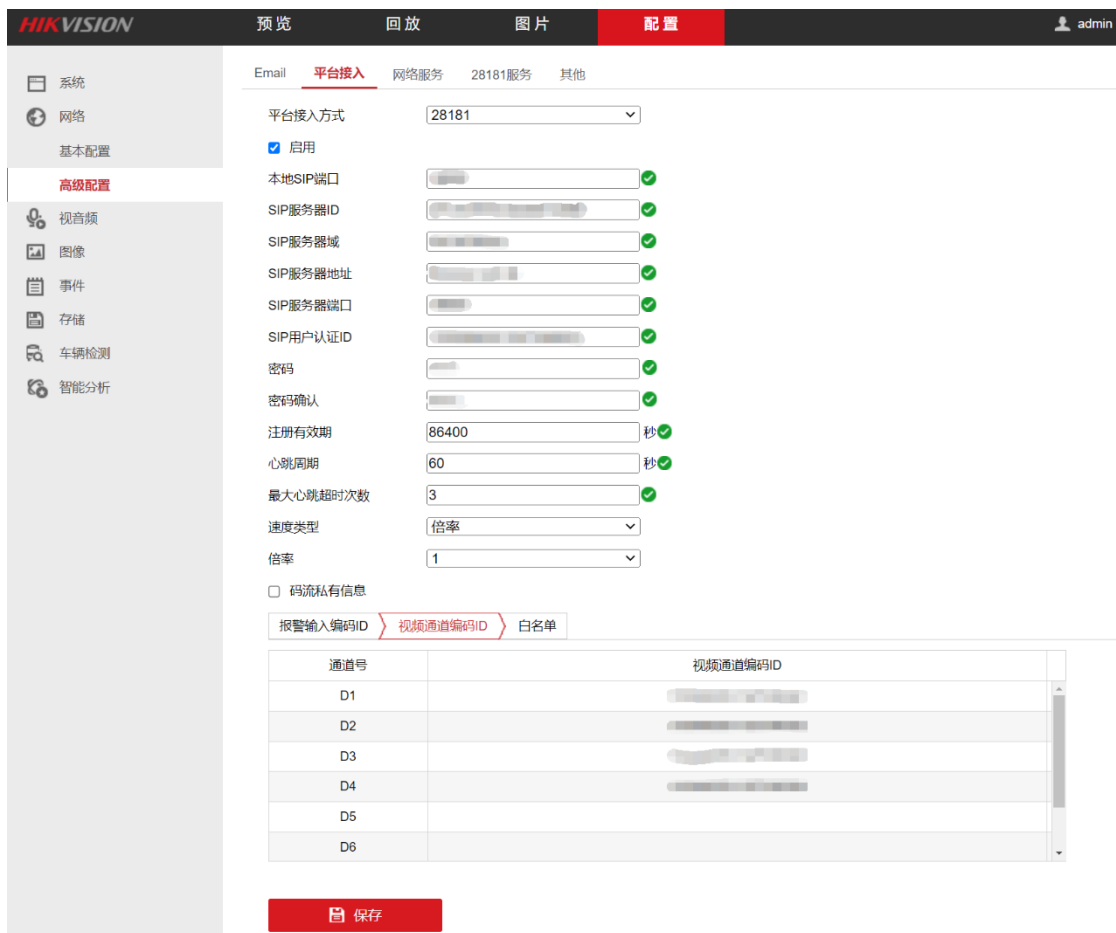 HIKVISION 预览 回放 图片 配置 admin
Email 平台接入 网络服务 28181服务 其他
系统
网络
基本配置
高级配置
视音频
图像
事件
存储
车辆检测
智能分析
平台接入方式 28181
启用
本地SIP端口
SIP服务器ID
SIP服务器域
SIP服务器地址
SIP服务器端口
SIP用户认证ID
密码
密码确认
注册有效期 86400 秒
心跳周期 60 秒
最大心跳超时次数 3
速度类型 倍率
倍率 1
码流私有信息
报警输入编码ID 视频通道编码ID 白名单
通道号 视频通道编码ID
D1
D2
D3
D4
D5
D6
保存